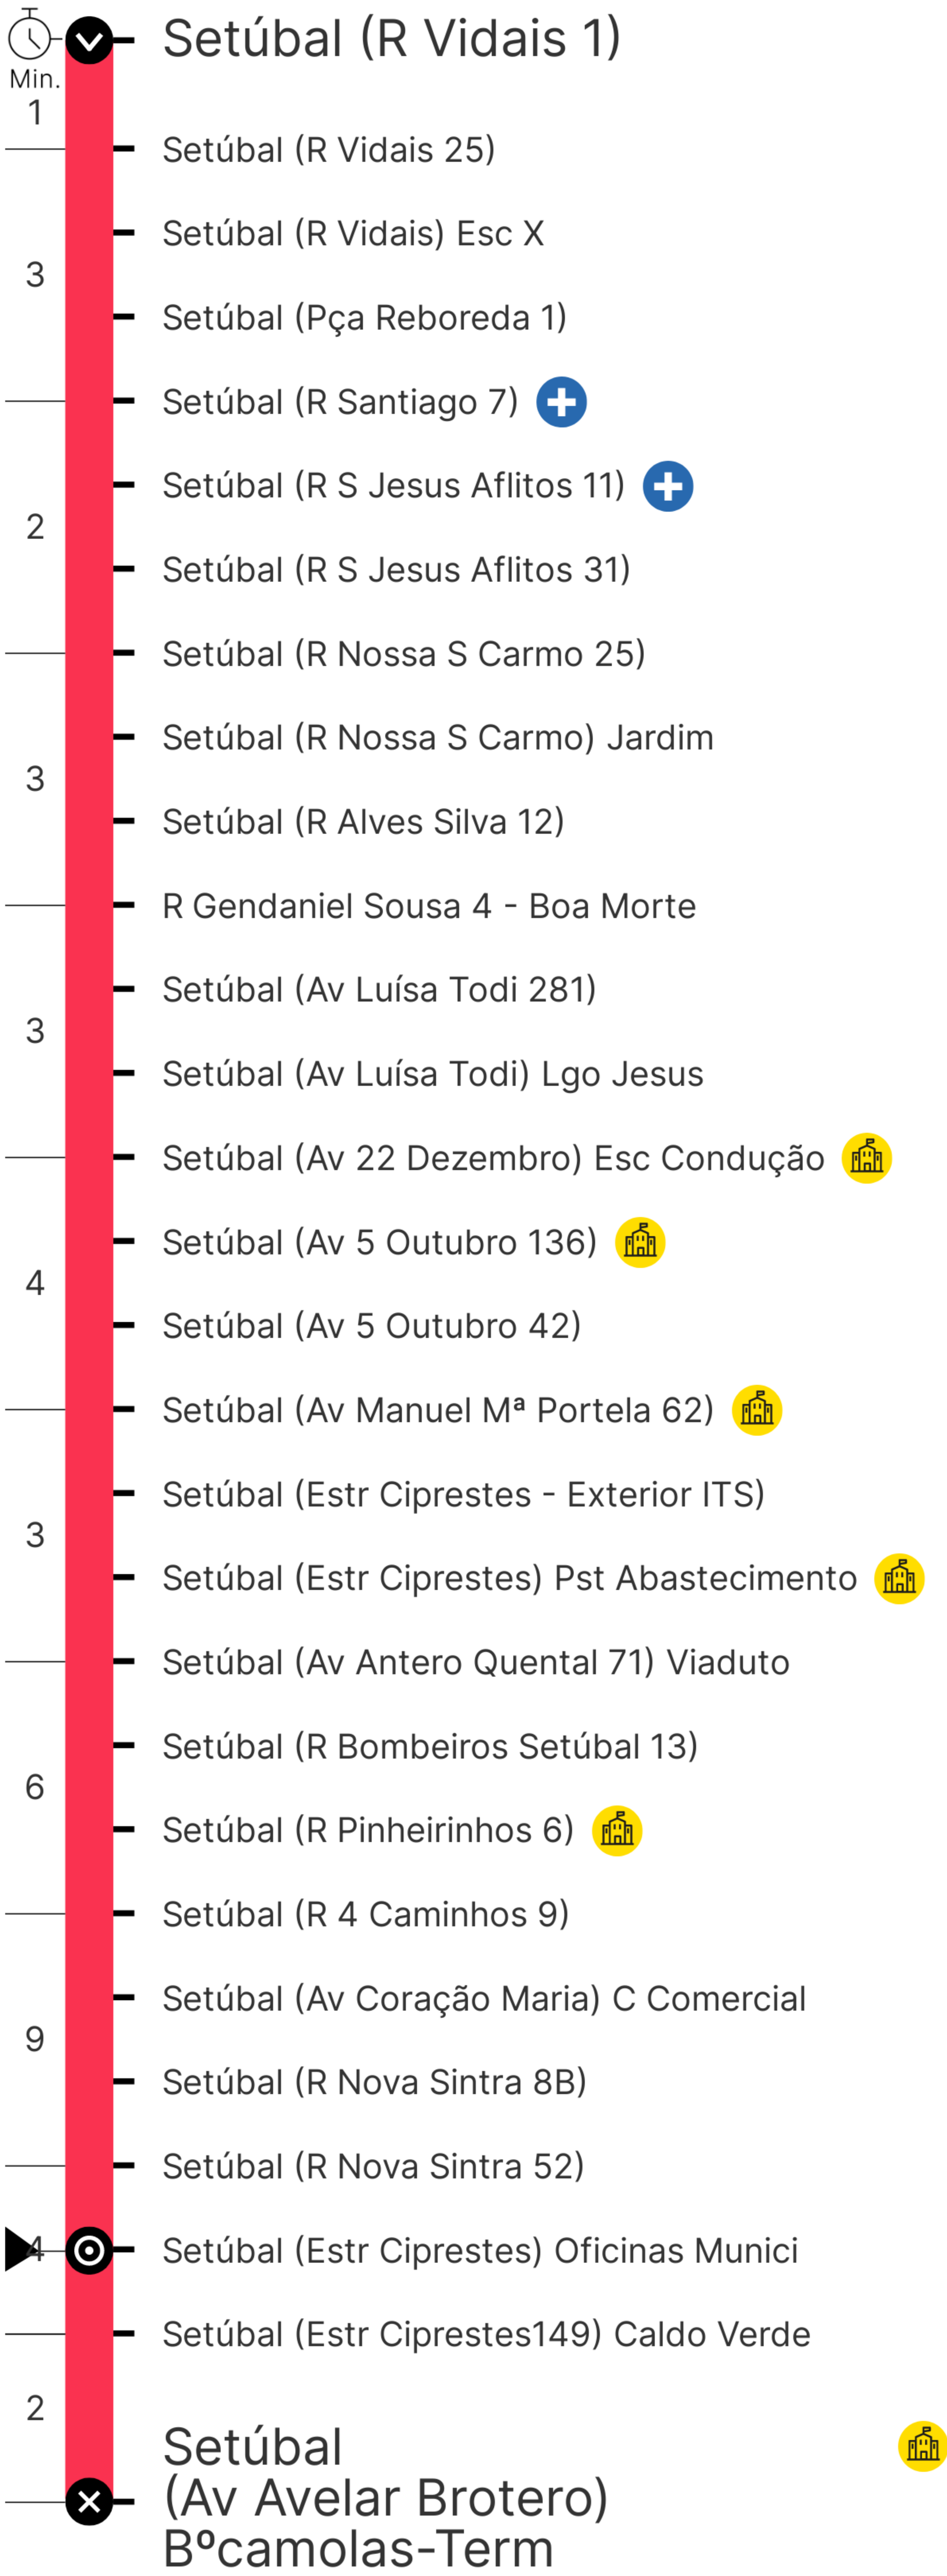 Setúbal (R Vidais 1)
Min.
1
Setúbal (R Vidais 25)
Setúbal (R Vidais) Esc X
3
Setúbal (Pça Reboreda 1)
Setúbal (R Santiago 7)
Setúbal (R S Jesus Aflitos 11)
2
Setúbal (R S Jesus Aflitos 31)
Setúbal (R Nossa S Carmo 25)
Setúbal (R Nossa S Carmo) Jardim
3
Setúbal (R Alves Silva 12)
R Gendaniel Sousa 4 - Boa Morte
Setúbal (Av Luísa Todi 281)
3
Setúbal (Av Luísa Todi) Lgo Jesus
Setúbal (Av 22 Dezembro) Esc Condução
Setúbal (Av 5 Outubro 136)
4
Setúbal (Av 5 Outubro 42)
Setúbal (Av Manuel Mª Portela 62)
Setúbal (Estr Ciprestes - Exterior ITS)
3
Setúbal (Estr Ciprestes) Pst Abastecimento
Setúbal (Av Antero Quental 71) Viaduto
Setúbal (R Bombeiros Setúbal 13)
6
Setúbal (R Pinheirinhos 6)
Setúbal (R 4 Caminhos 9)
Setúbal (Av Coração Maria) C Comercial
9
Setúbal (R Nova Sintra 8B)
Setúbal (R Nova Sintra 52)
4
Setúbal (Estr Ciprestes) Oficinas Munici
Setúbal (Estr Ciprestes149) Caldo Verde
2
Setúbal
(Av Avelar Brotero)
Bºcamolas-Term